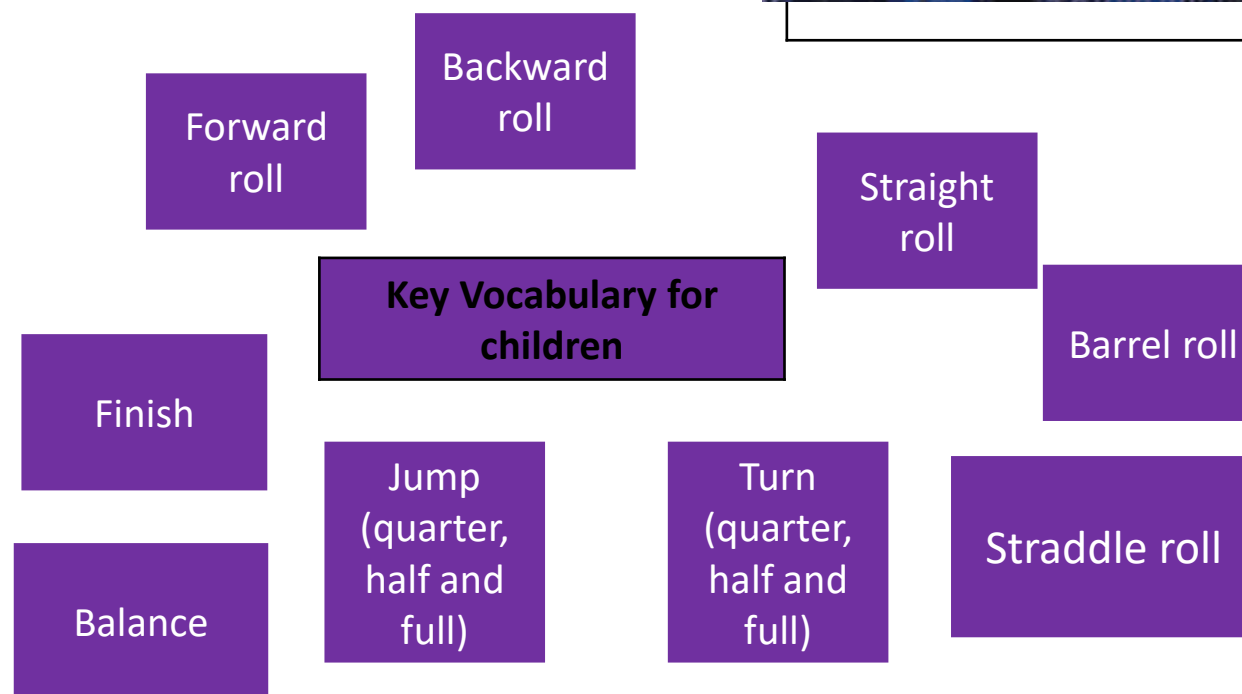 Backward
roll
Forward
roll
Straight
roll
Key Vocabulary for
children
Barrel roll
Finish
Jump
(quarter,
half and
full)
Turn
(quarter,
half and
full)
Straddle roll
Balance